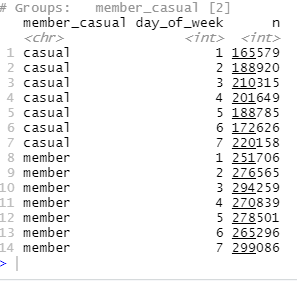 # Groups:   member_casual [2]
   member_casual day_of_week      n
   <chr>               <int>  <int>
 1 casual                  1 165579
 2 casual                  2 188920
 3 casual                  3 210315
 4 casual                  4 201649
 5 casual                  5 188785
 6 casual                  6 172626
 7 casual                  7 220158
 8 member                  1 251706
 9 member                  2 276565
10 member                  3 294259
11 member                  4 270839
12 member                  5 278501
13 member                  6 265296
14 member                  7 299086
>